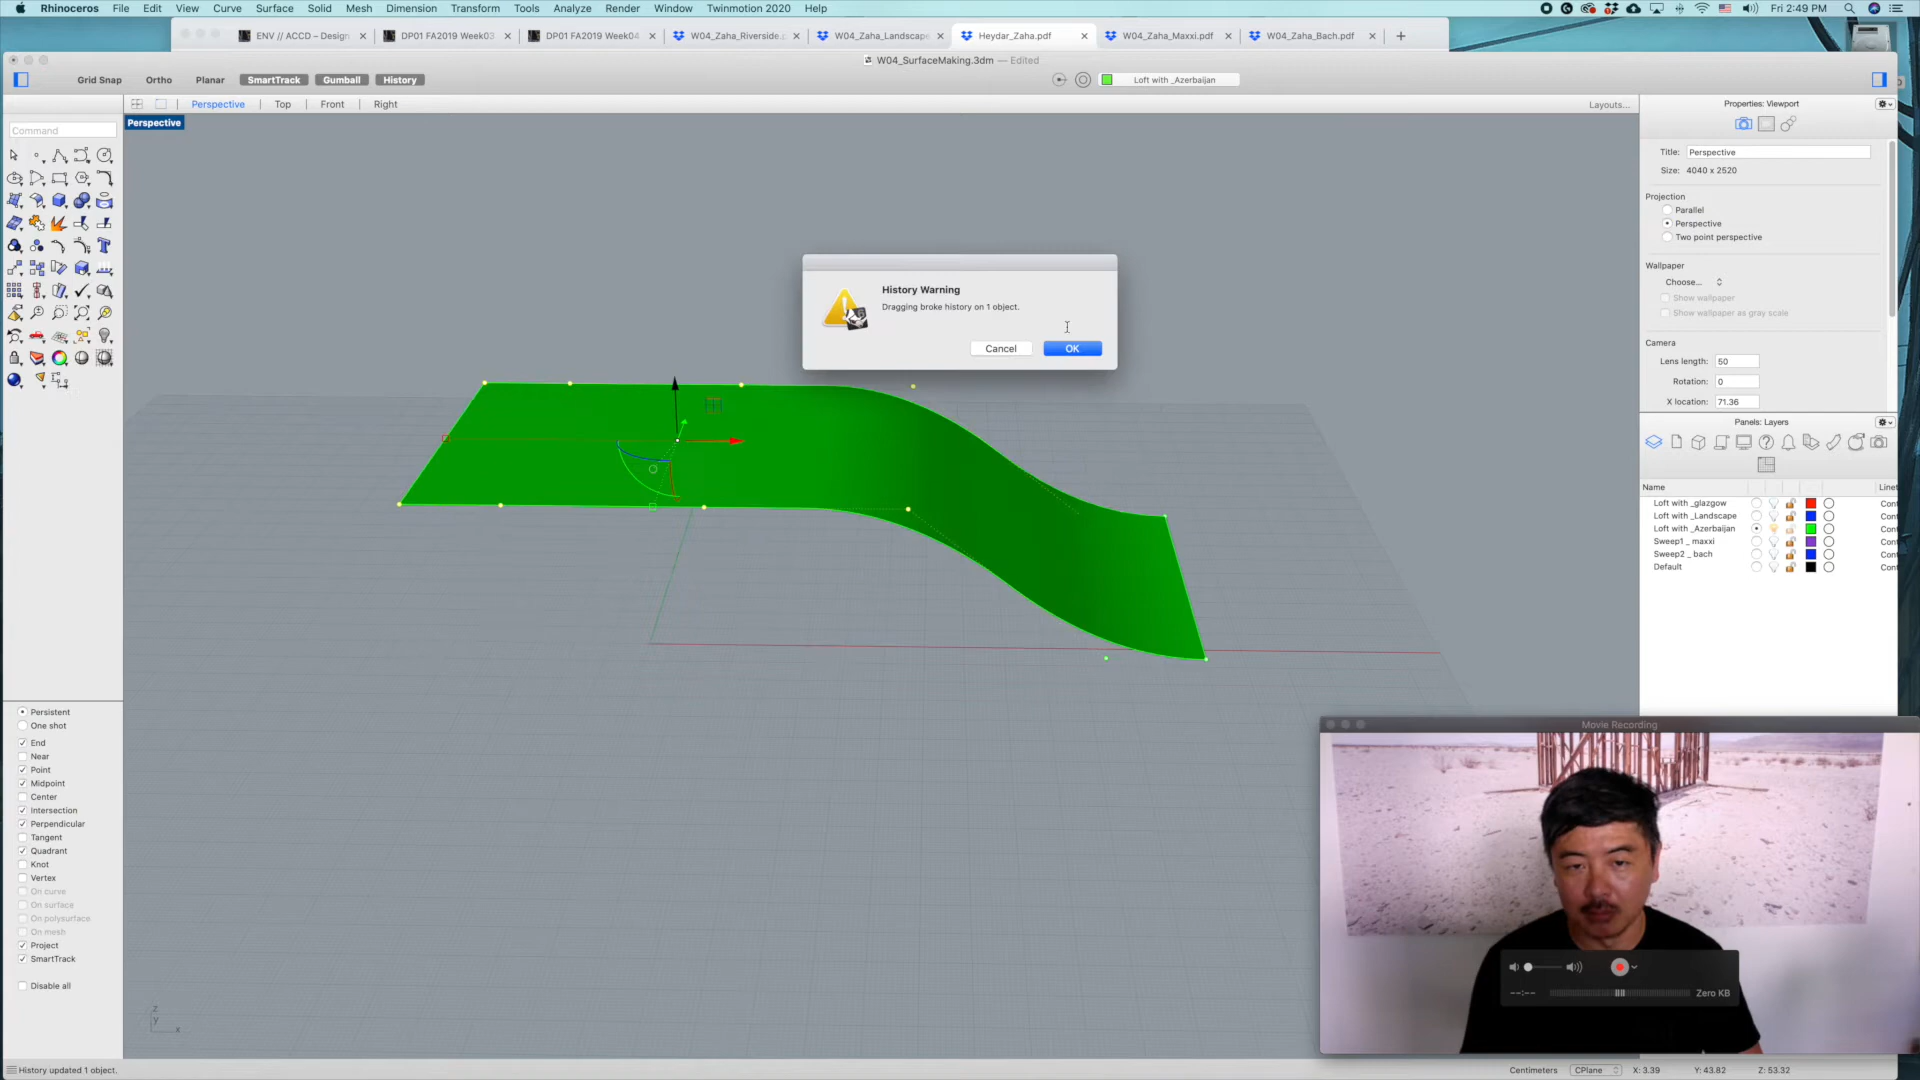 Rhinoceros File Edit View Curve Surface Solid Mesh Dimension Transform Tools Analyze Render Window Twinmotion 2020 Help Fri 2:49 PM
ENV // ACCD – Design DP01 FA2019 Week03 DP01 FA2019 Week04 W04_Zaha_Riverside.p W04_Zaha_Landscape Heydar_Zaha.pdf W04_Zaha_Maxxi.pdf W04_Zaha_Bach.pdf
W04_SurfaceMaking.3dm — Edited
Grid Snap Ortho Planar SmartTrack Gumball History Loft with _Azerbaijan
Perspective Top Front Right Layouts...
Perspective
Command
History Warning
Dragging broke history on 1 object.
Cancel OK
Properties: Viewport
Title: Perspective
Size: 4040 x 2520
Projection
Parallel
Perspective
Two point perspective
Wallpaper
Choose...
Show wallpaper
Show wallpaper as gray scale
Camera
Lens length: 50
Rotation: 0
X location: 71.36
Panels: Layers
Name Linet
Loft with _glazgow Cont
Loft with _Landscape Cont
Loft with _Azerbaijan Cont
Sweep1 _ maxxi Cont
Sweep2 _ bach Cont
Default Cont
Persistent
One shot
End
Near
Point
Midpoint
Center
Intersection
Perpendicular
Tangent
Quadrant
Knot
Vertex
On curve
On surface
On polysurface
On mesh
Project
SmartTrack
Disable all
z
y
x
Movie Recording
--:-- Zero KB
History updated 1 object. Centimeters CPlane X: 3.39 Y: 43.82 Z: 53.32